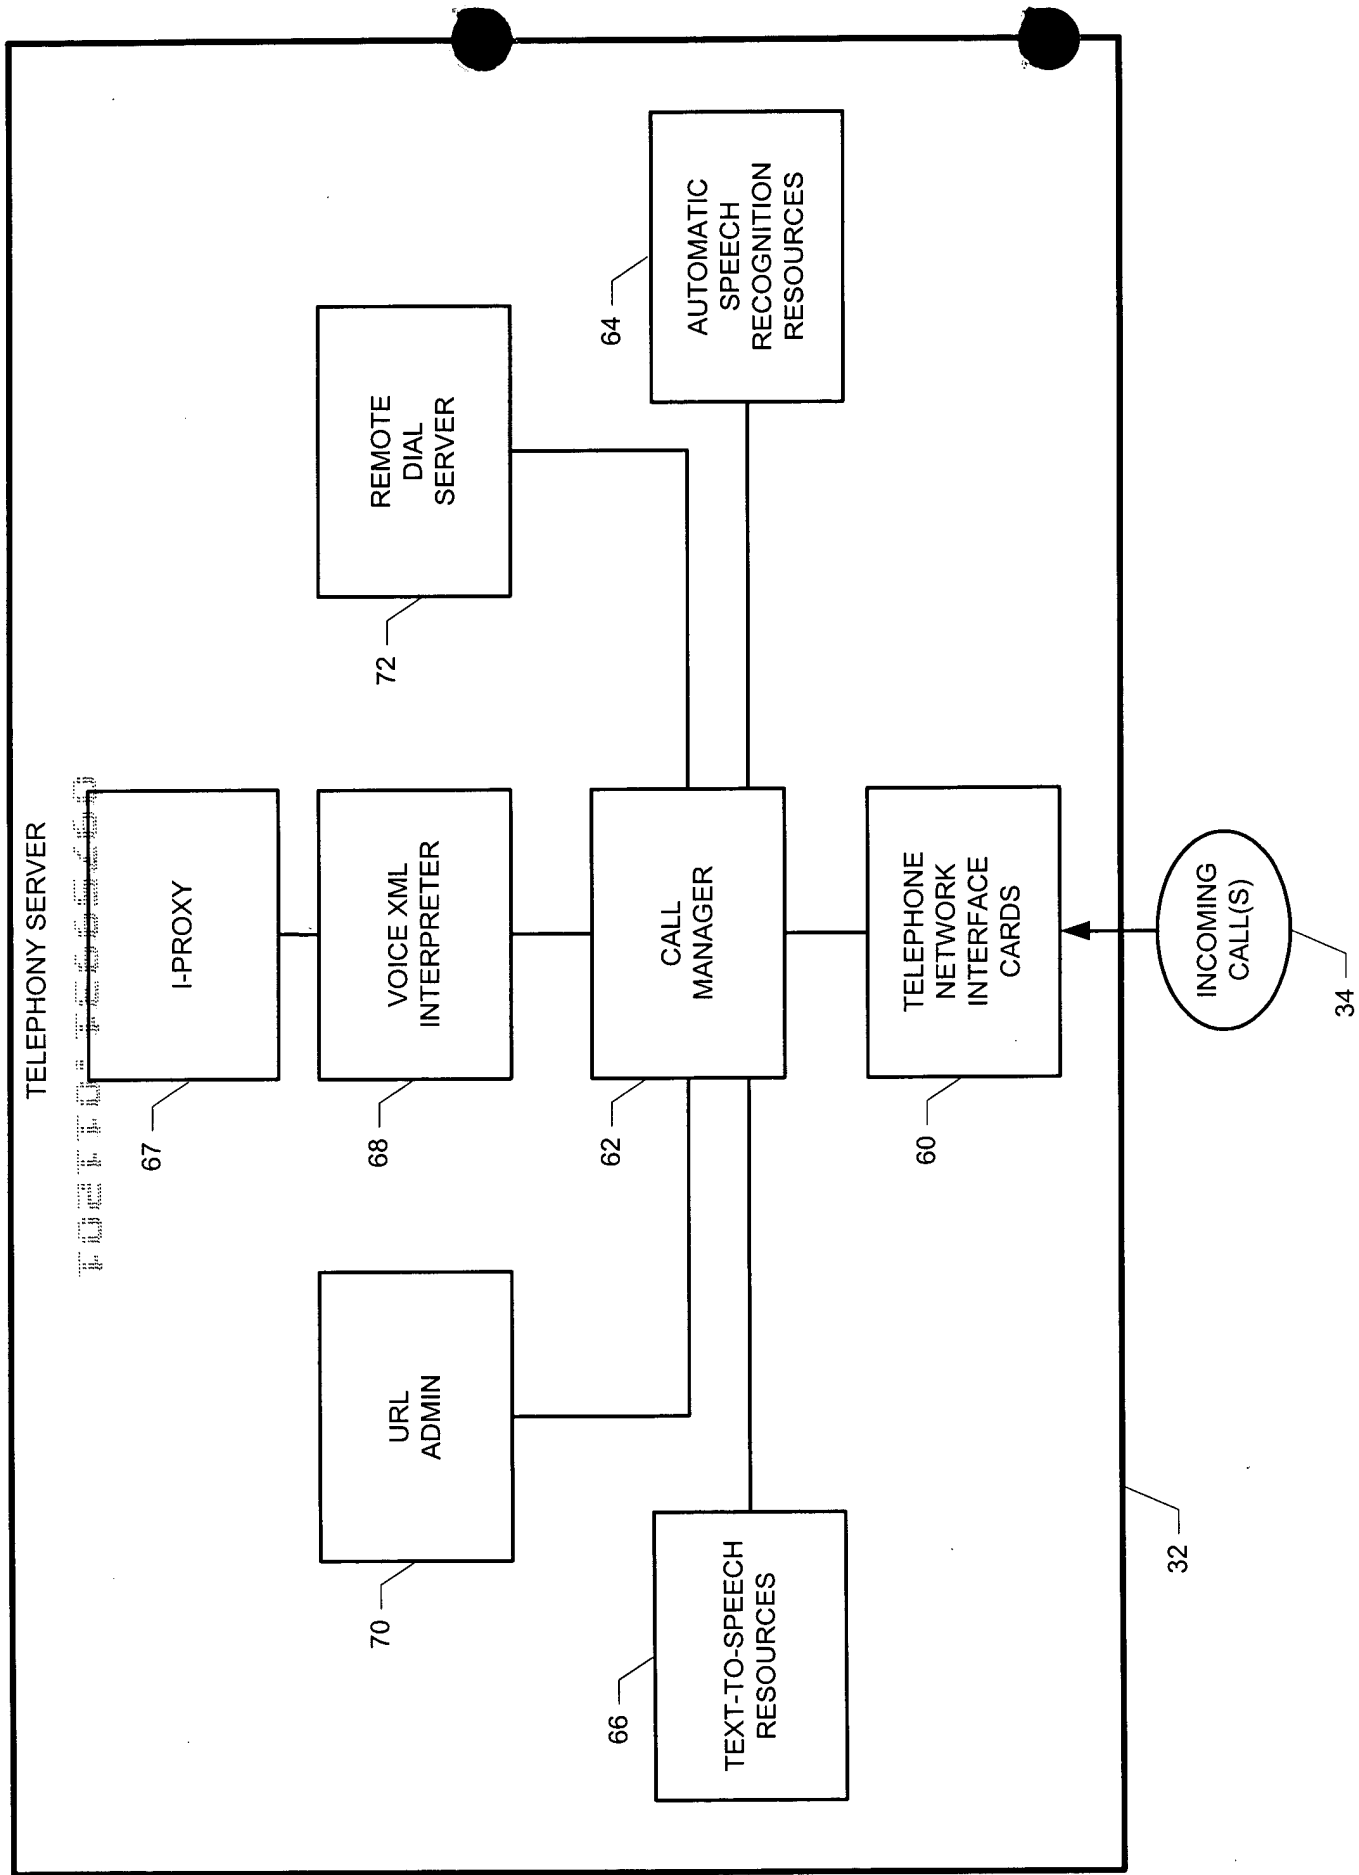 TELEPHONY SERVER
I-PROXY
67
URL
ADMIN
70
VOICE XML
INTERPRETER
68
REMOTE
DIAL
SERVER
72
TEXT-TO-SPEECH
RESOURCES
66
CALL
MANAGER
62
AUTOMATIC
SPEECH
RECOGNITION
RESOURCES
64
TELEPHONE
NETWORK
INTERFACE
CARDS
60
32
INCOMING
CALL(S)
34